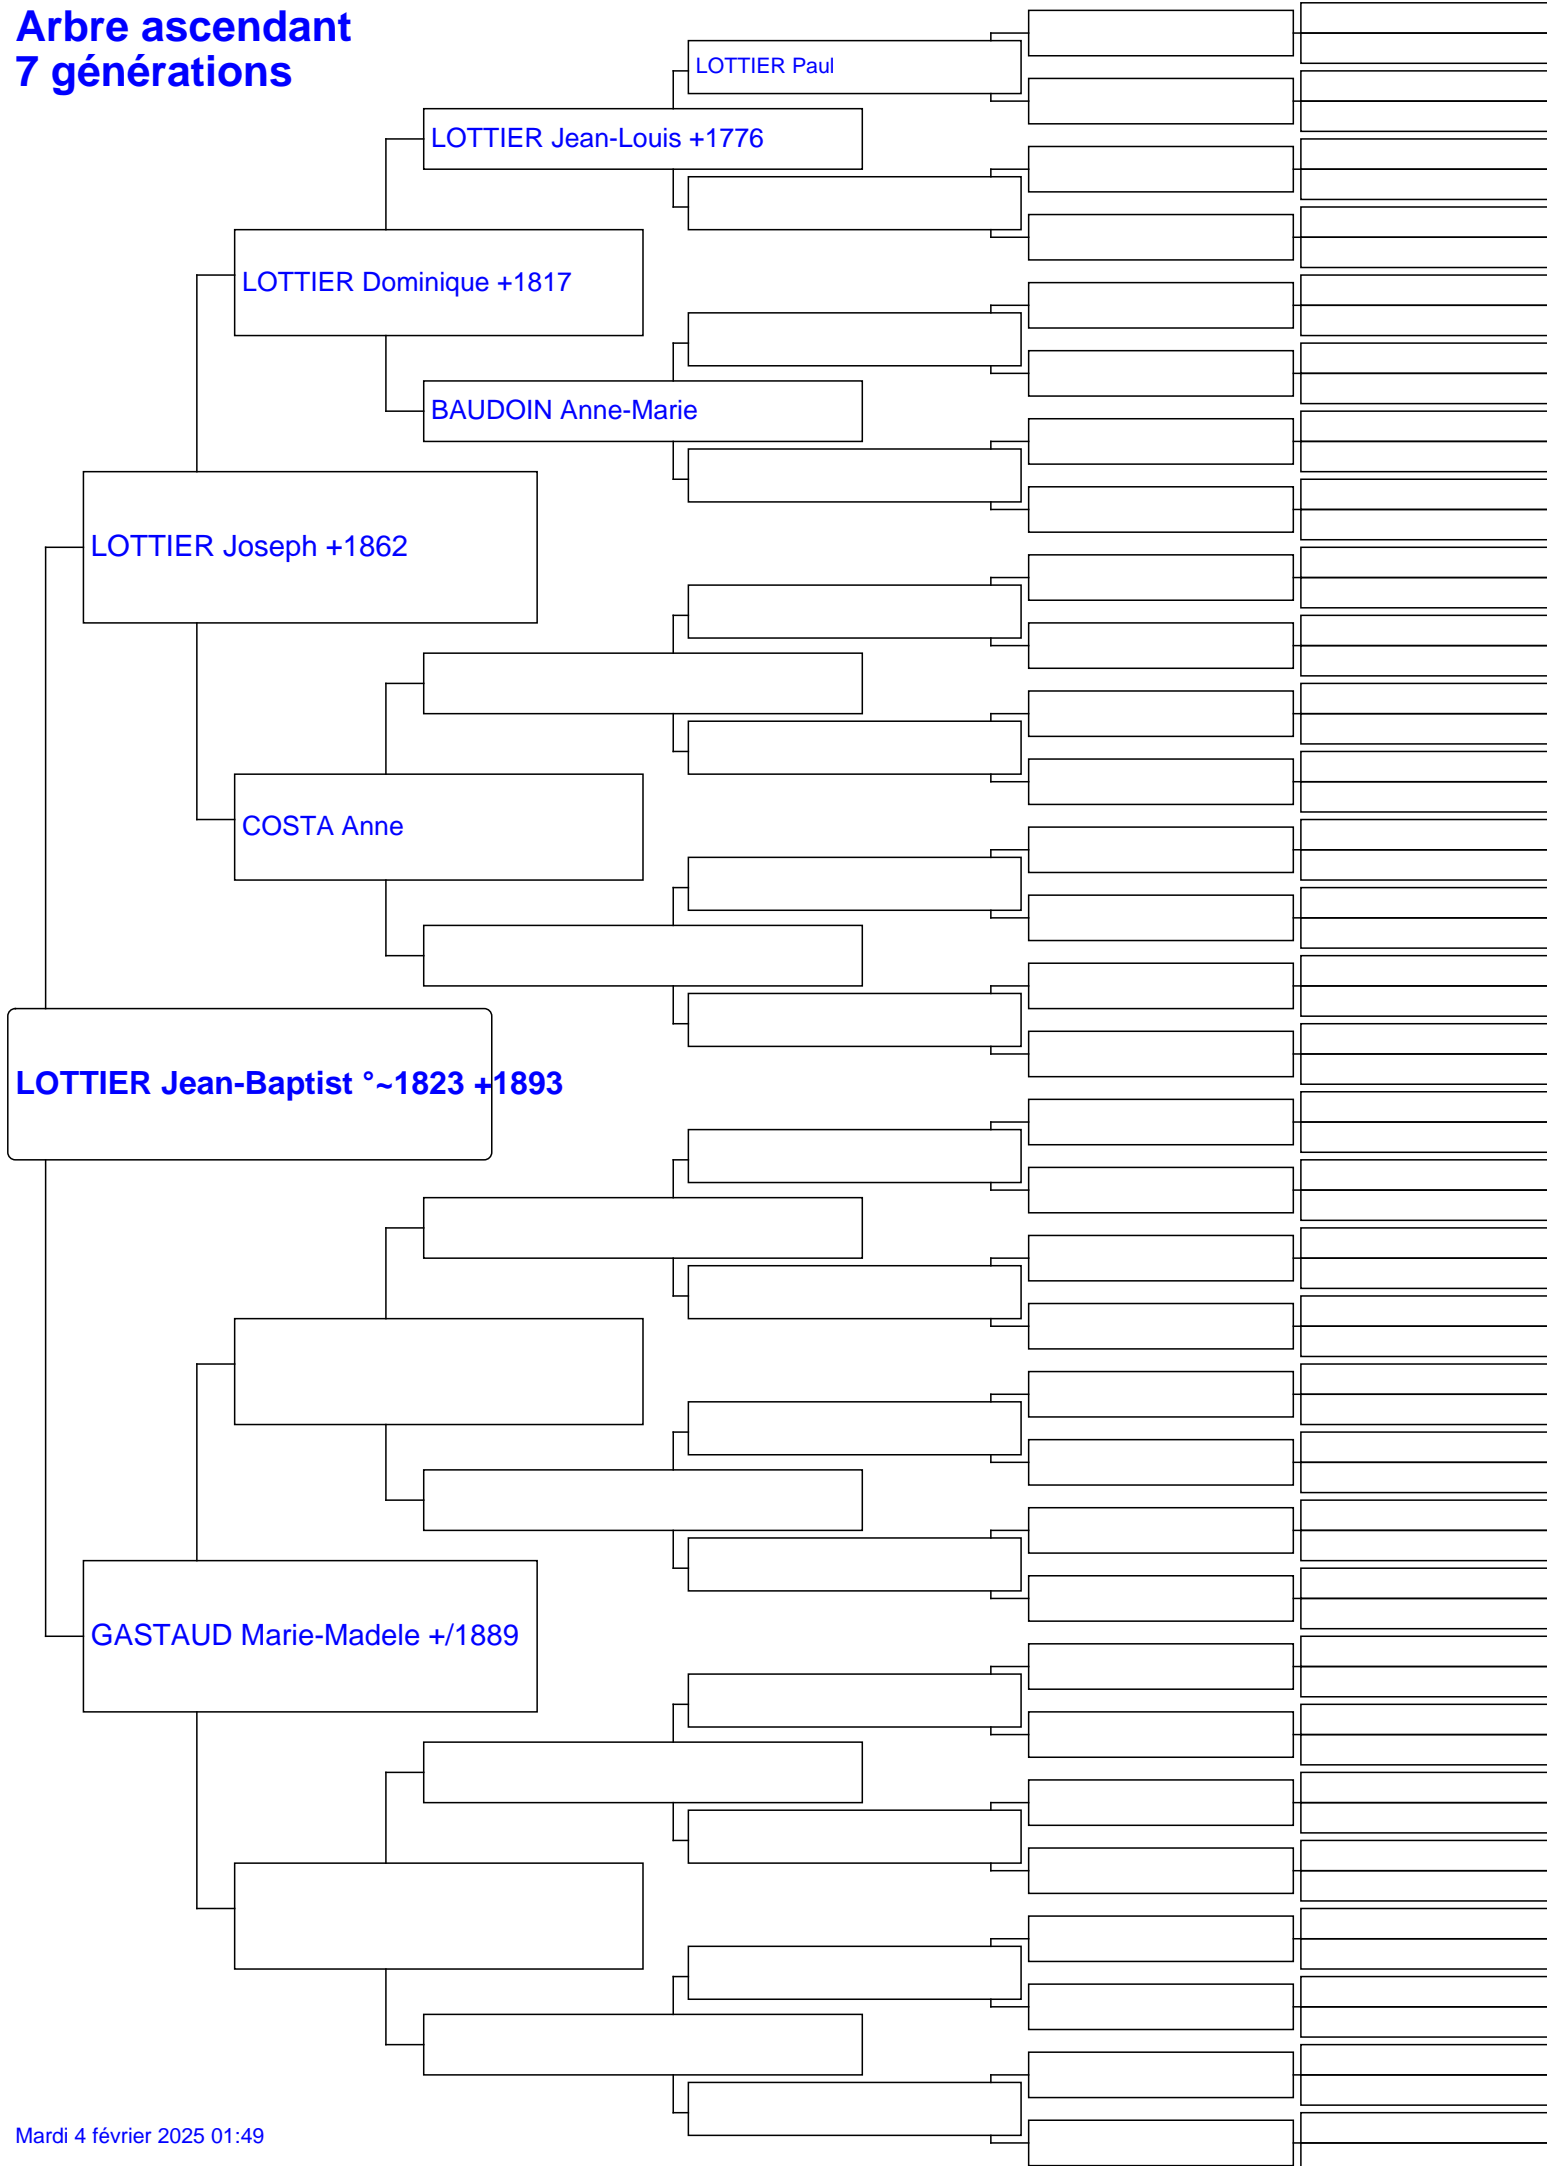 Arbre ascendant
7 générations
LOTTIER Paul
LOTTIER Jean-Louis +1776
LOTTIER Dominique +1817
BAUDOIN Anne-Marie
LOTTIER Joseph +1862
COSTA Anne
LOTTIER Jean-Baptist °~1823 +1893
GASTAUD Marie-Madele +/1889
Mardi 4 février 2025 01:49